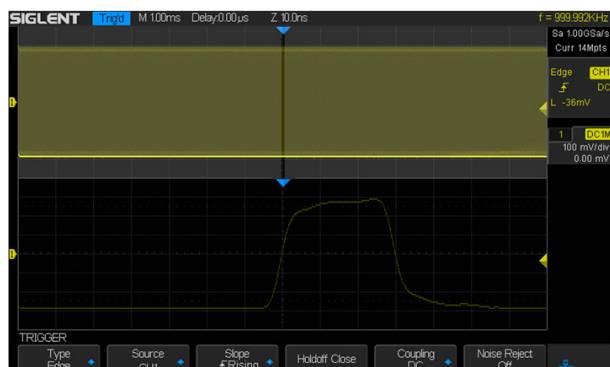 SIGLENT Trig'd M 1.00ms Delay:0.00µs Z 10.0ns f = 999.992KHz
Sa 1.00GSa/s
Curr 14Mpts
Edge CH1
DC
L -36mV
1 DC1M
100 mV/div
0.00 mV
TRIGGER
Type Source Slope Holdoff Close Coupling Noise Reject
Edge CH1 Rising DC Off